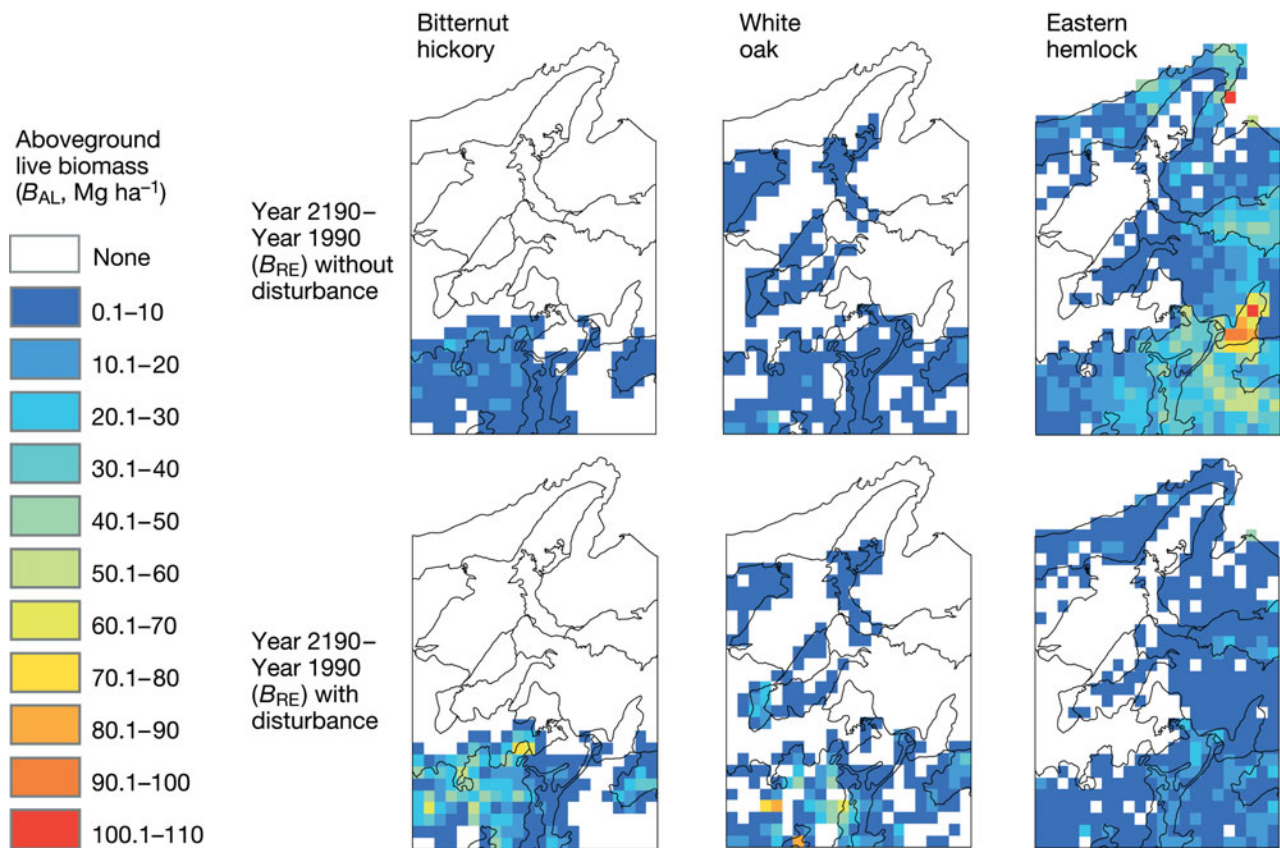 Bitternut
hickory
White
oak
Eastern
hemlock
Aboveground
live biomass
(B_AL, Mg ha⁻¹)
None
0.1–10
10.1–20
20.1–30
30.1–40
40.1–50
50.1–60
60.1–70
70.1–80
80.1–90
90.1–100
100.1–110
Year 2190–
Year 1990
(B_RE) without
disturbance
Year 2190–
Year 1990
(B_RE) with
disturbance